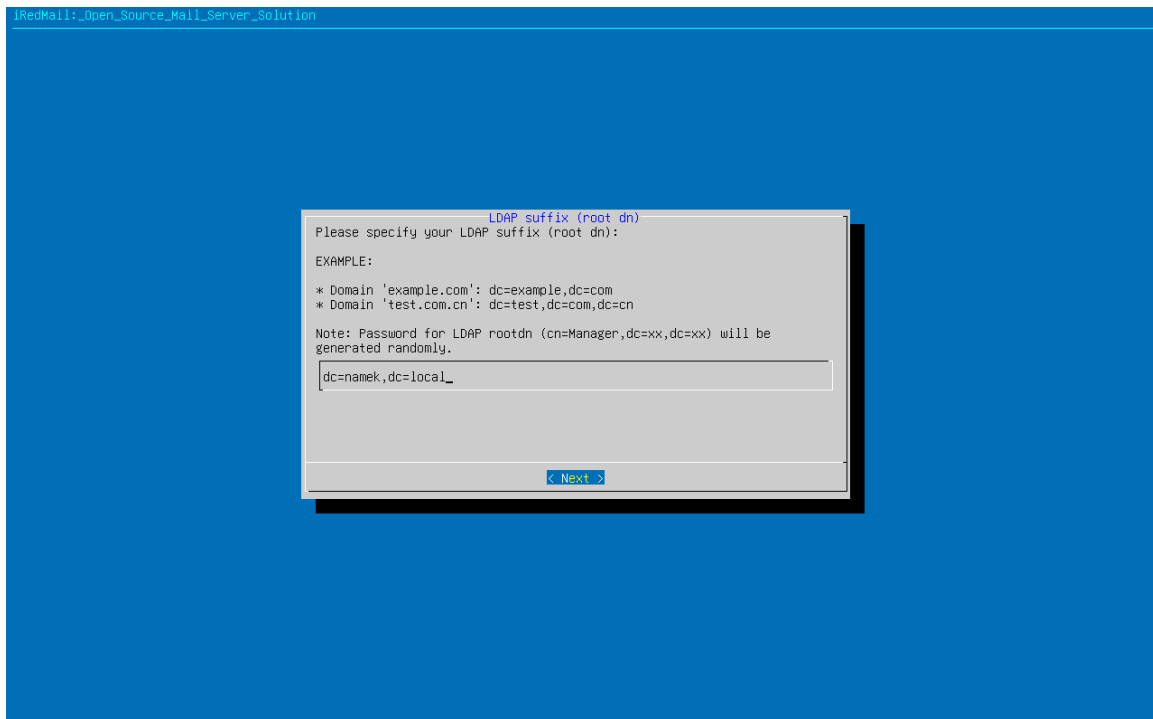 iRedMail:_Open_Source_Mail_Server_Solution
LDAP suffix (root dn)
Please specify your LDAP suffix (root dn):
EXAMPLE:
* Domain 'example.com': dc=example,dc=com
* Domain 'test.com.cn': dc=test,dc=com,dc=cn
Note: Password for LDAP rootdn (cn=Manager,dc=xx,dc=xx) will be
generated randomly.
dc=namek,dc=local_
< Next >